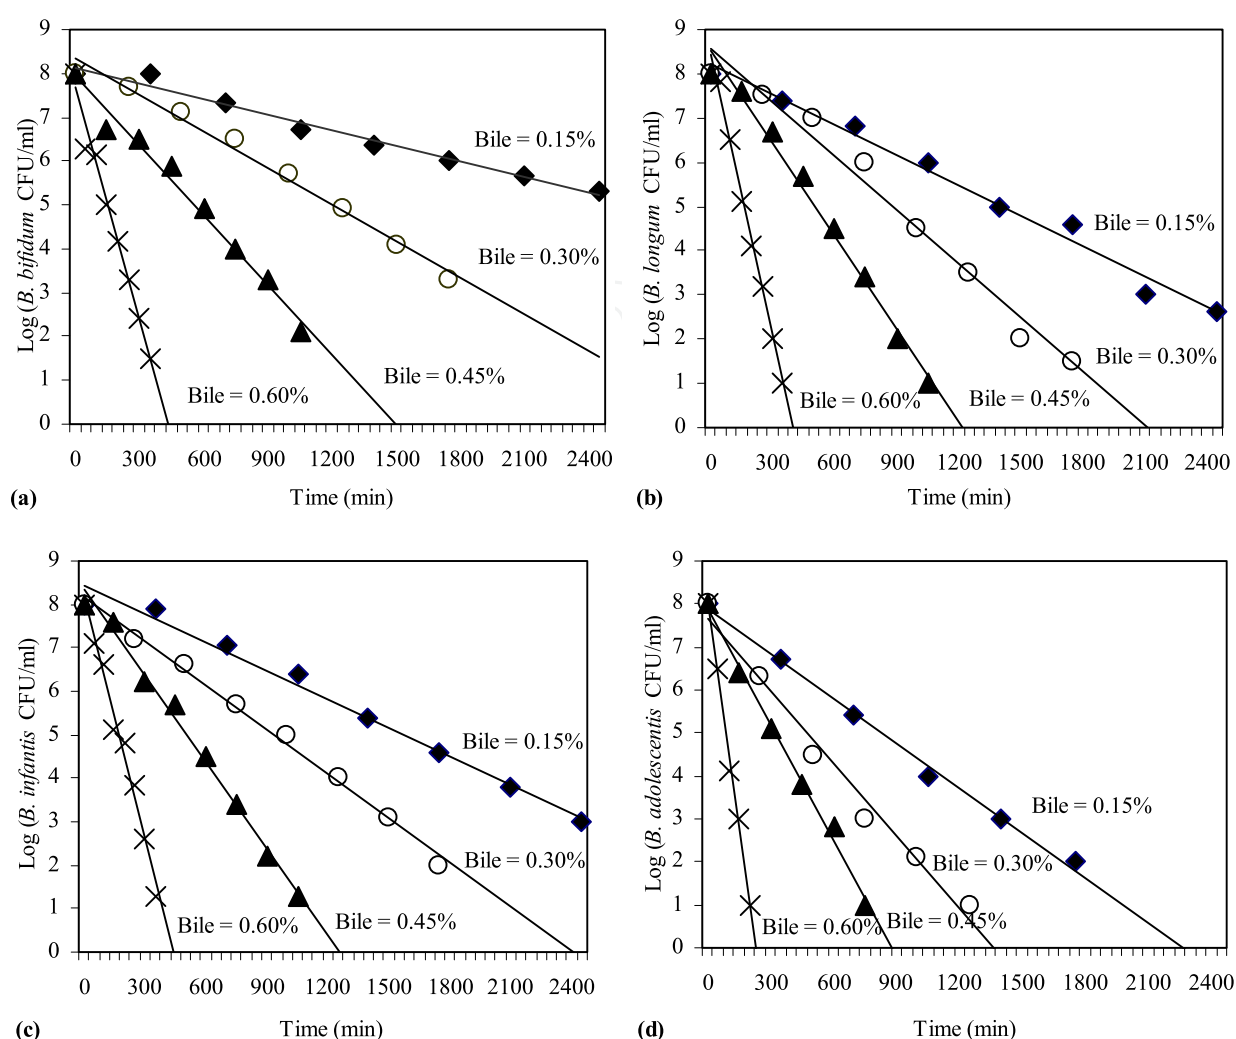 9
8
7
6
5
4
3
2
1
0
Log (B. bifidum CFU/ml)
Bile = 0.15%
Bile = 0.30%
Bile = 0.45%
Bile = 0.60%
0 300 600 900 1200 1500 1800 2100 2400
(a) Time (min)
9
8
7
6
5
4
3
2
1
0
Log (B. longum CFU/ml)
Bile = 0.15%
Bile = 0.30%
Bile = 0.60% Bile = 0.45%
0 300 600 900 1200 1500 1800 2100 2400
(b) Time (min)
9
8
7
6
5
4
3
2
1
0
Log (B. infantis CFU/ml)
Bile = 0.15%
Bile = 0.30%
Bile = 0.60% Bile = 0.45%
0 300 600 900 1200 1500 1800 2100 2400
(c) Time (min)
9
8
7
6
5
4
3
2
1
0
Log (B. adolescentis CFU/ml)
Bile = 0.15%
Bile = 0.30%
Bile = 0.60% Bile = 0.45%
0 300 600 900 1200 1500 1800 2100 2400
(d) Time (min)